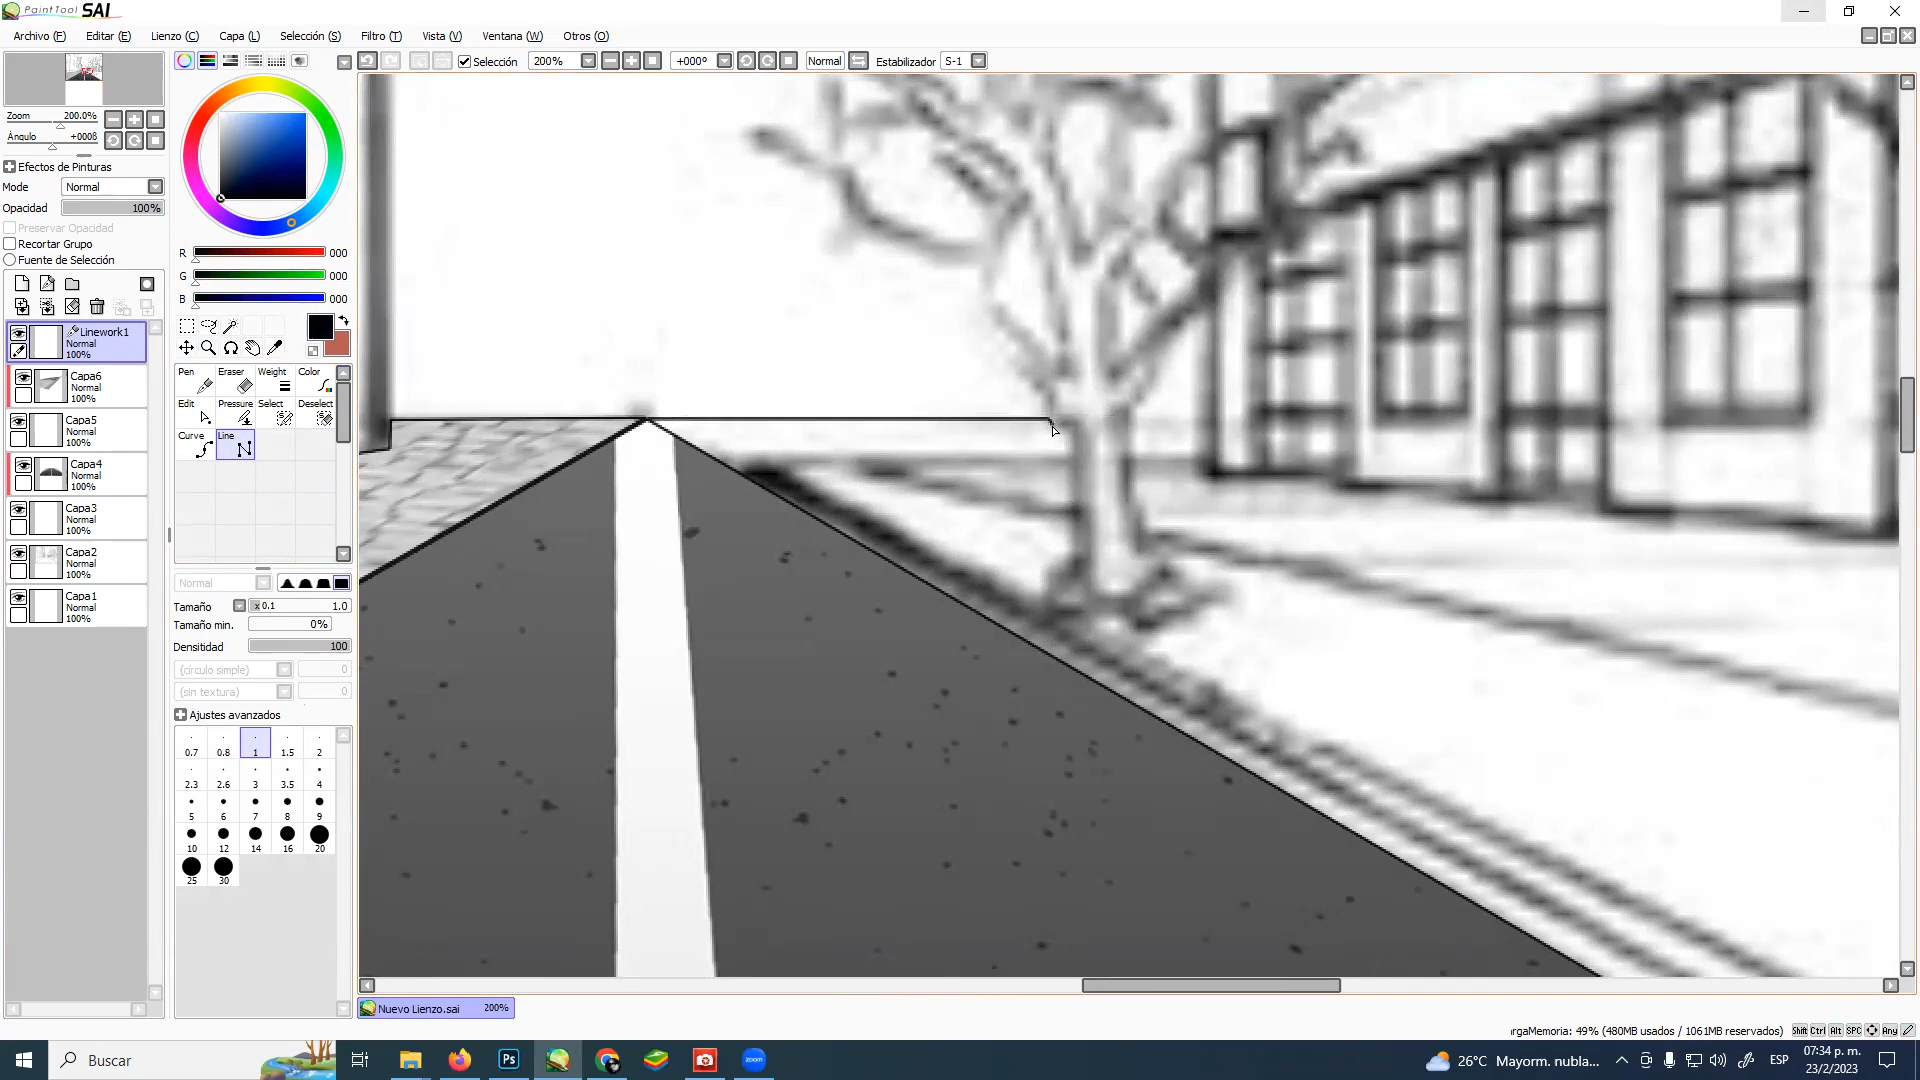 PaintTool SAI
Archivo (F) Editar (E) Lienzo (C) Capa (L) Selección (S) Filtro (T) Vista (V) Ventana (W) Otros (O)
Selección 200% +000º Normal Estabilizador S-1
Zoom 200.0%
Ángulo +000ß
Efectos de Pinturas
Mode Normal
Opacidad 100%
Preservar Opacidad
Recortar Grupo
Fuente de Selección
Linework1
Normal
100%
Capa6
Normal
100%
Capa5
Normal
100%
Capa4
Normal
100%
Capa3
Normal
100%
Capa2
Normal
100%
Capa1
Normal
100%
R 000
G 000
B 000
Pen Eraser Weight Color
Edit Pressure Select Deselect
Curve Line
Normal
Tamaño x 0.1 1.0
Tamaño min. 0%
Densitidad 100
(círculo simple) 0
(sin textura) 0
Ajustes avanzados
0.7 0.8 1 1.5 2
2.3 2.6 3 3.5 4
5 6 7 8 9
10 12 14 16 20
25 30
Nuevo Lienzo.sai 200%
ırgaMemoria: 49% (480MB usados / 1061MB reservados) Shift Ctrl Alt SPC Any
Buscar
Ps
zoom
26°C Mayorm. nubla...
ESP
07:34 p. m.
23/2/2023